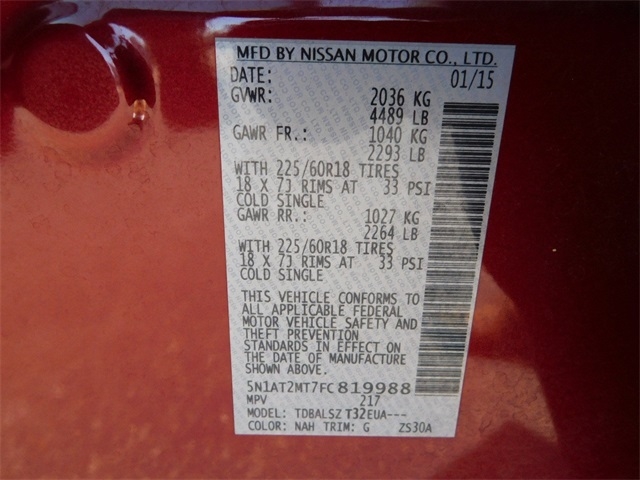 MFD BY NISSAN MOTOR CO., LTD.
DATE: 01/15
GVWR: 2036 KG
4489 LB
GAWR FR.: 1040 KG
2293 LB
WITH 225/60R18 TIRES
18 X 7J RIMS AT 33 PSI
COLD SINGLE
GAWR RR.: 1027 KG
2264 LB
WITH 225/60R18 TIRES
18 X 7J RIMS AT 33 PSI
COLD SINGLE
THIS VEHICLE CONFORMS TO
ALL APPLICABLE FEDERAL
MOTOR VEHICLE SAFETY AND
THEFT PREVENTION
STANDARDS IN EFFECT ON
THE DATE OF MANUFACTURE
SHOWN ABOVE.
5N1AT2MT7FC819988
MPV 217
MODEL: TDBALSZ T32EUA---
COLOR: NAH TRIM: G ZS30A